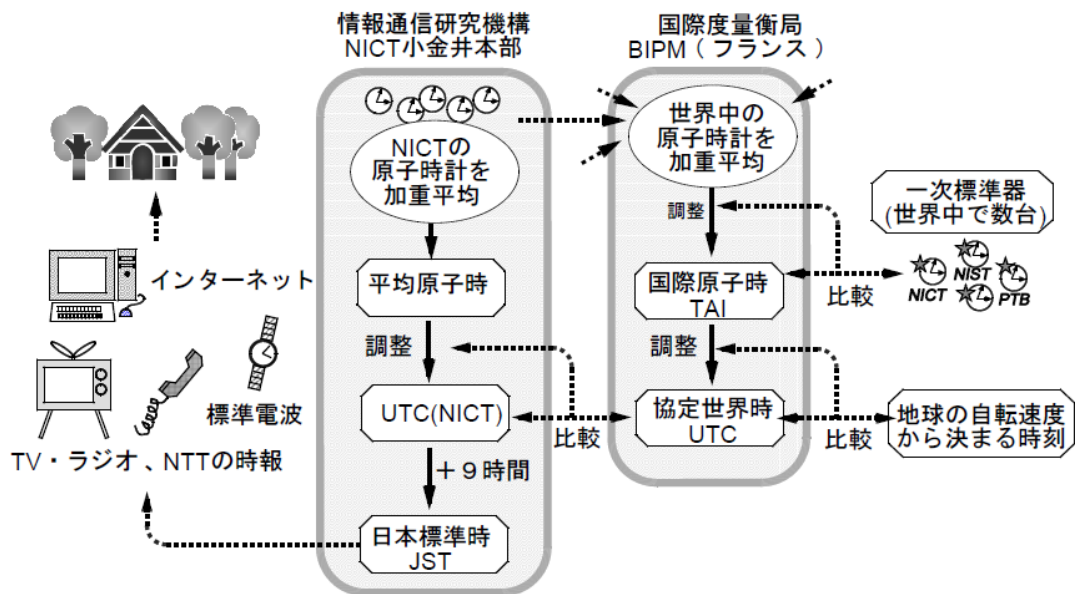 情報通信研究機構
NICT小金井本部
国際度量衡局
BIPM(フランス)
NICTの
原子時計を
加重平均
世界中の
原子時計を
加重平均
調整
一次標準器
(世界中で数台)
NICT
NIST
PTB
比較
平均原子時
国際原子時
TAI
調整
調整
UTC(NICT)
比較
協定世界時
UTC
比較
地球の自転速度
から決まる時刻
+9時間
日本標準時
JST
インターネット
標準電波
TV・ラジオ、NTTの時報